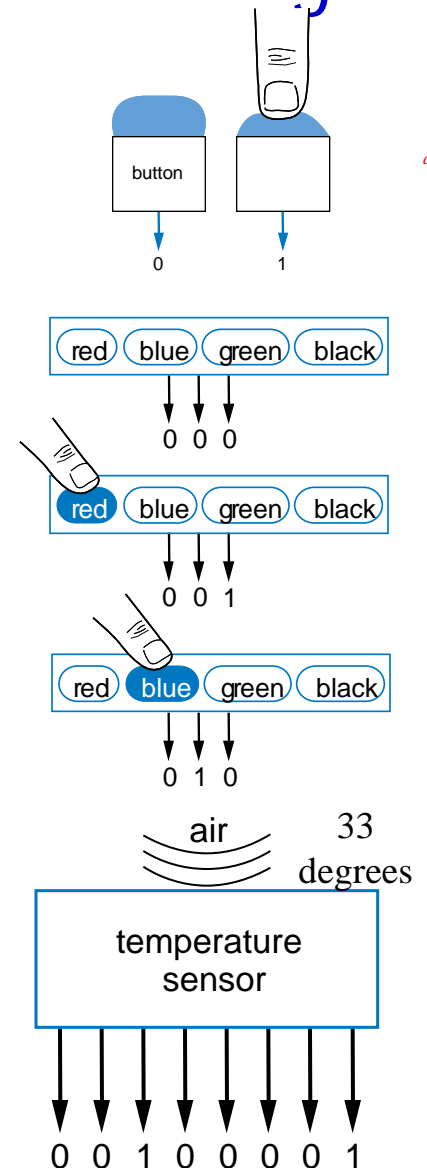 button
0 1
red blue green black
0 0 0
red blue green black
0 0 1
red blue green black
0 1 0
air
33
degrees
temperature
sensor
0 0 1 0 0 0 0 1